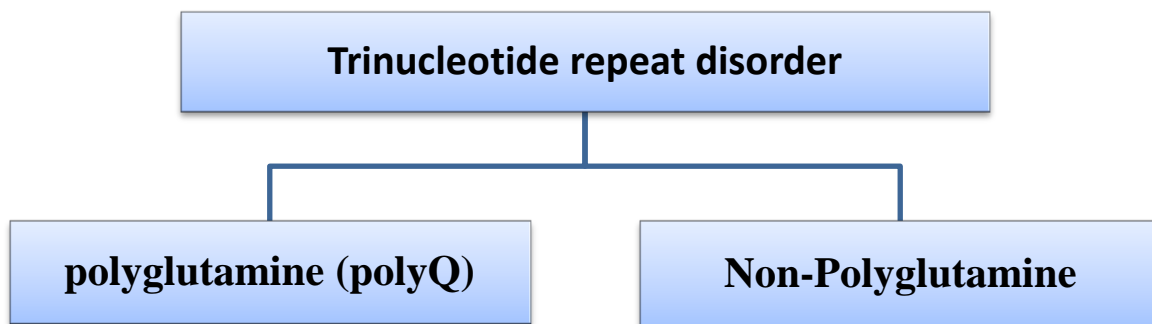 Trinucleotide repeat disorder
polyglutamine (polyQ)
Non-Polyglutamine